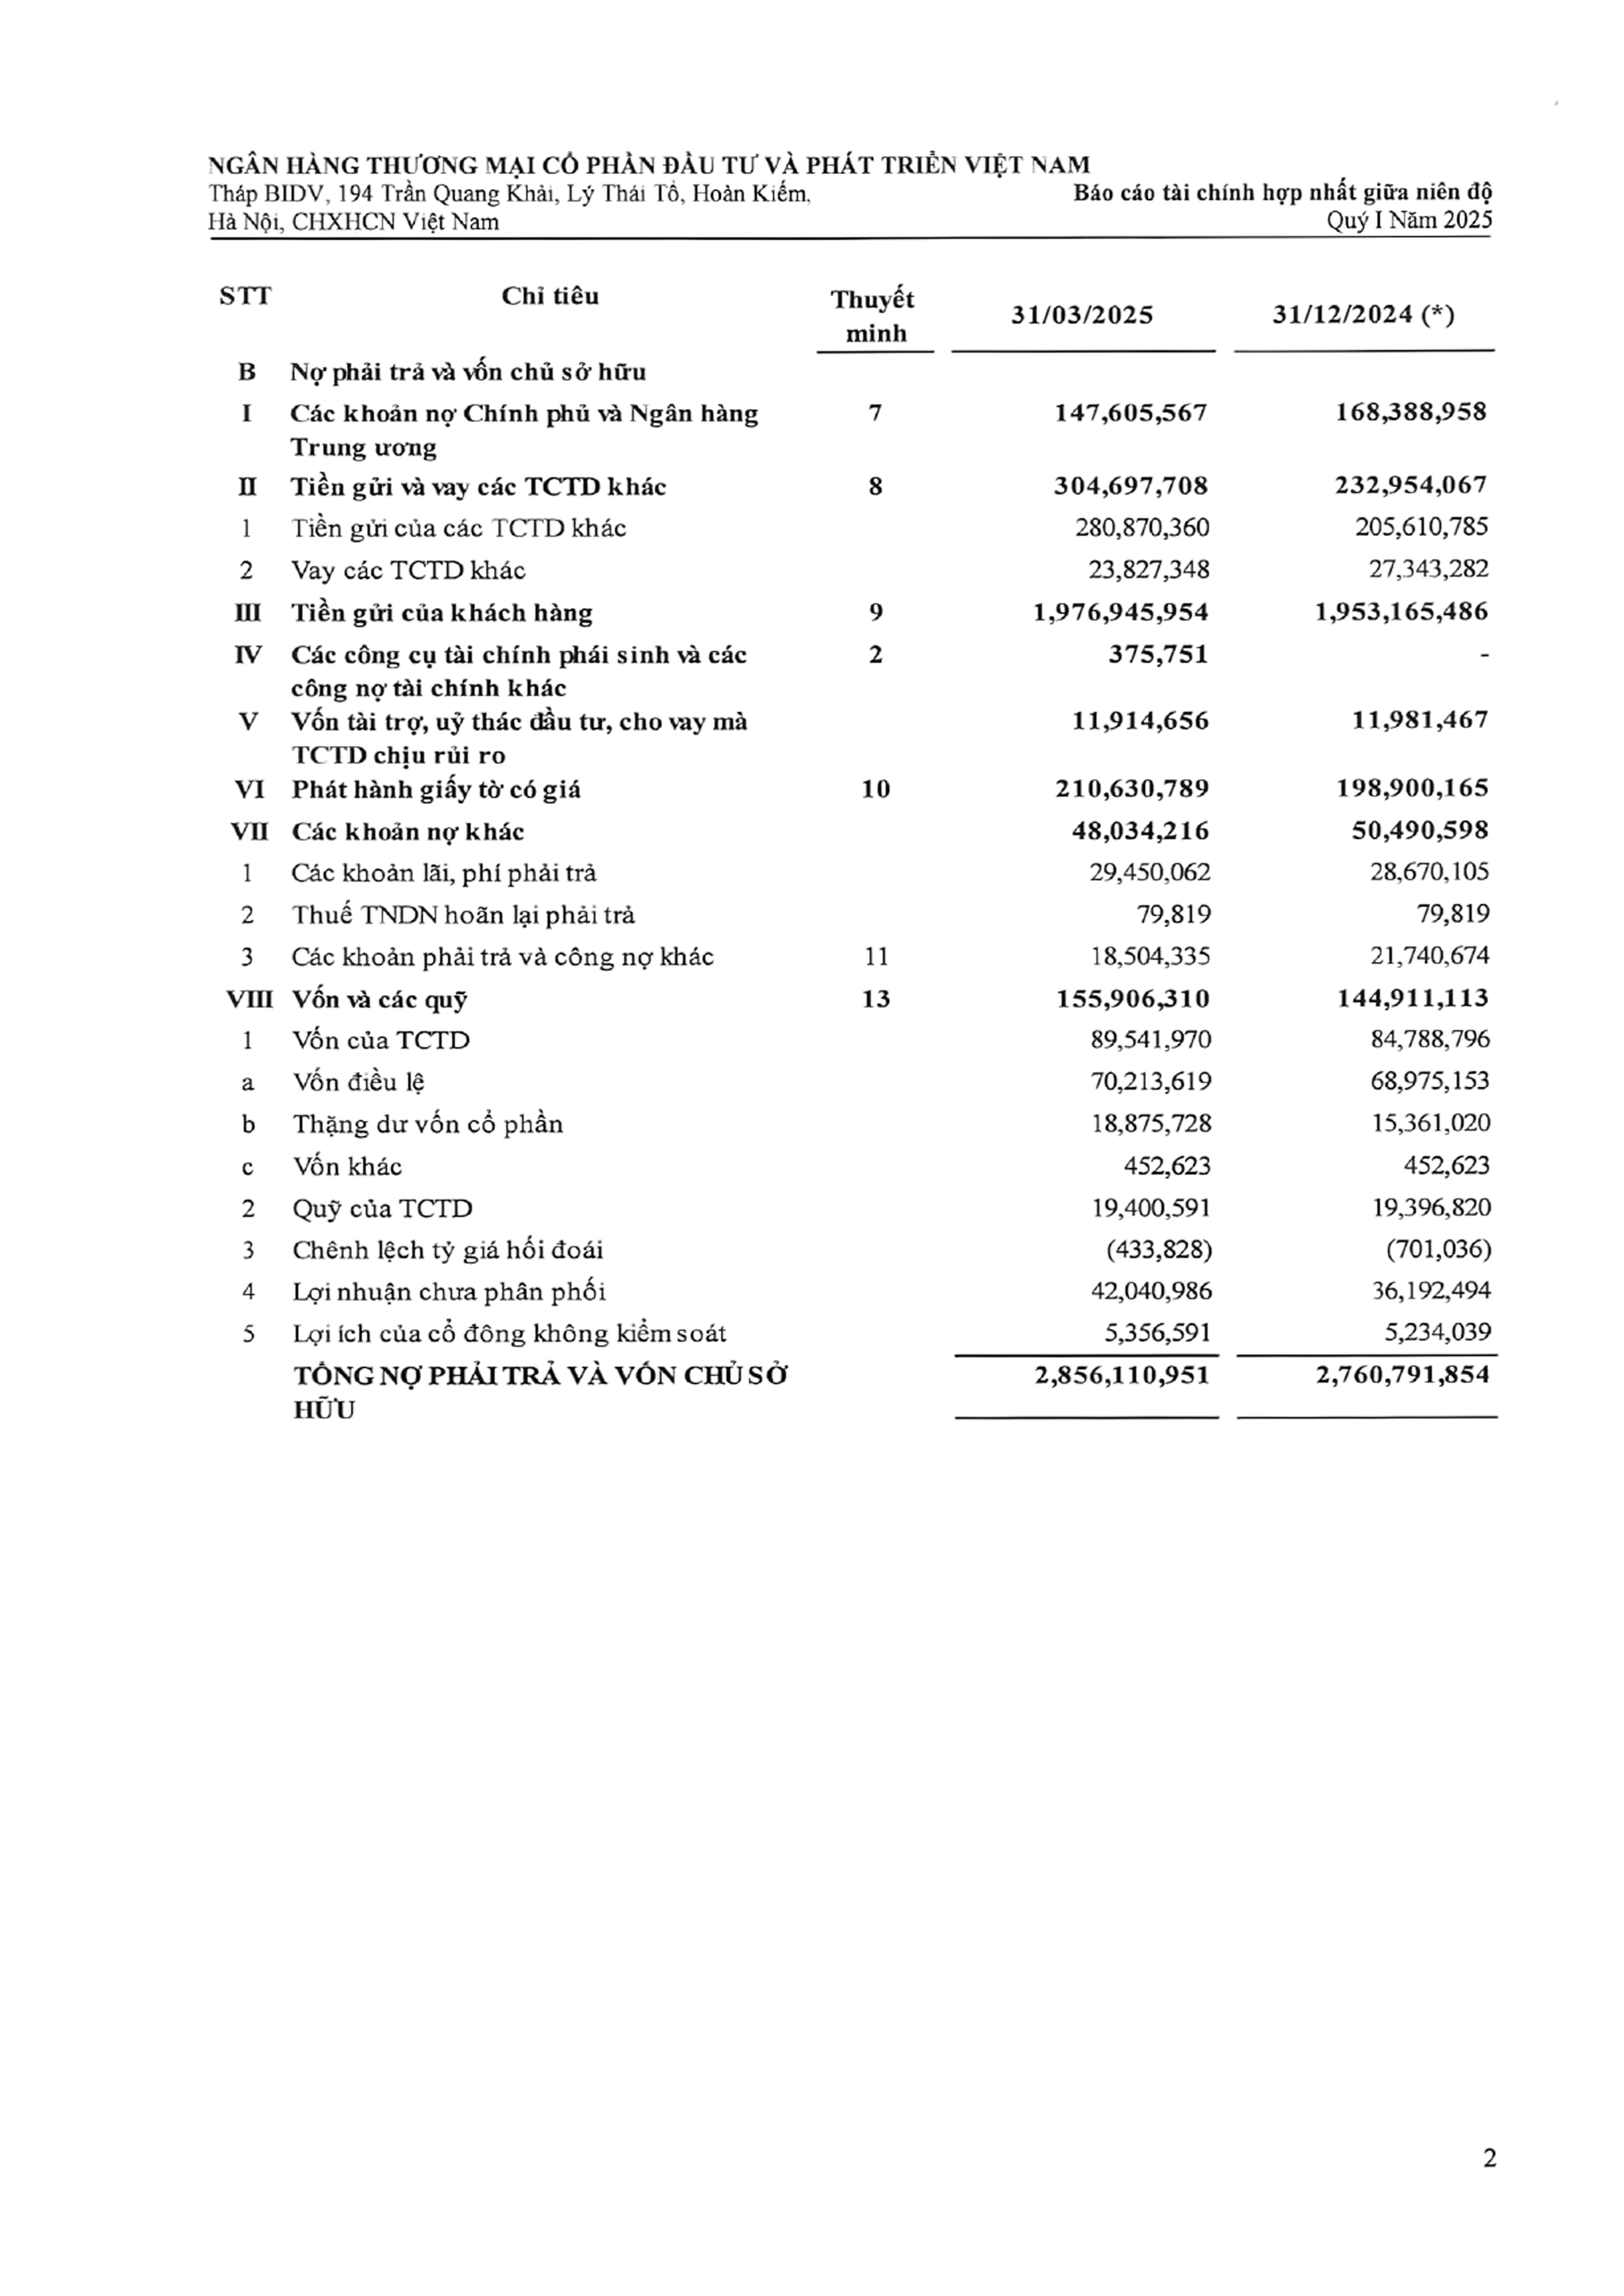 NGÂN HÀNG THƯƠNG MẠI CỔ PHẦN ĐẦU TƯ VÀ PHÁT TRIỂN VIỆT NAM
Tháp BIDV, 194 Trần Quang Khải, Lý Thái Tổ, Hoàn Kiếm, Báo cáo tài chính hợp nhất giữa niên độ
Hà Nội, CHXHCN Việt Nam Quý I Năm 2025
STT Chỉ tiêu Thuyết minh 31/03/2025 31/12/2024 (*)
B Nợ phải trả và vốn chủ sở hữu
I Các khoản nợ Chính phủ và Ngân hàng 7 147,605,567 168,388,958
Trung ương
II Tiền gửi và vay các TCTD khác 8 304,697,708 232,954,067
1 Tiền gửi của các TCTD khác 280,870,360 205,610,785
2 Vay các TCTD khác 23,827,348 27,343,282
III Tiền gửi của khách hàng 9 1,976,945,954 1,953,165,486
IV Các công cụ tài chính phái sinh và các 2 375,751 -
công nợ tài chính khác
V Vốn tài trợ, uỷ thác đầu tư, cho vay mà 11,914,656 11,981,467
TCTD chịu rủi ro
VI Phát hành giấy tờ có giá 10 210,630,789 198,900,165
VII Các khoản nợ khác 48,034,216 50,490,598
1 Các khoản lãi, phí phải trả 29,450,062 28,670,105
2 Thuế TNDN hoãn lại phải trả 79,819 79,819
3 Các khoản phải trả và công nợ khác 11 18,504,335 21,740,674
VIII Vốn và các quỹ 13 155,906,310 144,911,113
1 Vốn của TCTD 89,541,970 84,788,796
a Vốn điều lệ 70,213,619 68,975,153
b Thặng dư vốn cổ phần 18,875,728 15,361,020
c Vốn khác 452,623 452,623
2 Quỹ của TCTD 19,400,591 19,396,820
3 Chênh lệch tỷ giá hối đoái (433,828) (701,036)
4 Lợi nhuận chưa phân phối 42,040,986 36,192,494
5 Lợi ích của cổ đông không kiểm soát 5,356,591 5,234,039
TỔNG NỢ PHẢI TRẢ VÀ VỐN CHỦ SỞ 2,856,110,951 2,760,791,854
HỮU
2